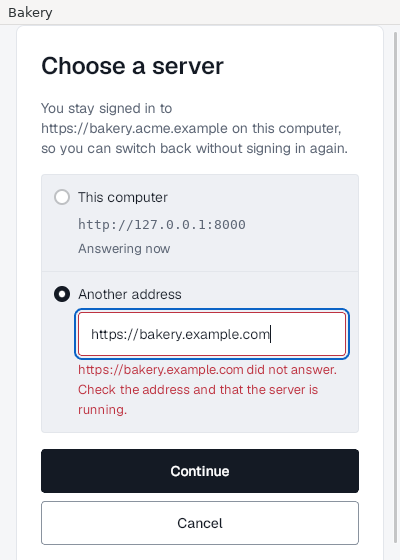 Bakery
Choose a server
You stay signed in to
https://bakery.acme.example on this computer,
so you can switch back without signing in again.
This computer
http://127.0.0.1:8000
Answering now
Another address
https://bakery.example.com
https://bakery.example.com did not answer.
Check the address and that the server is
running.
Continue
Cancel